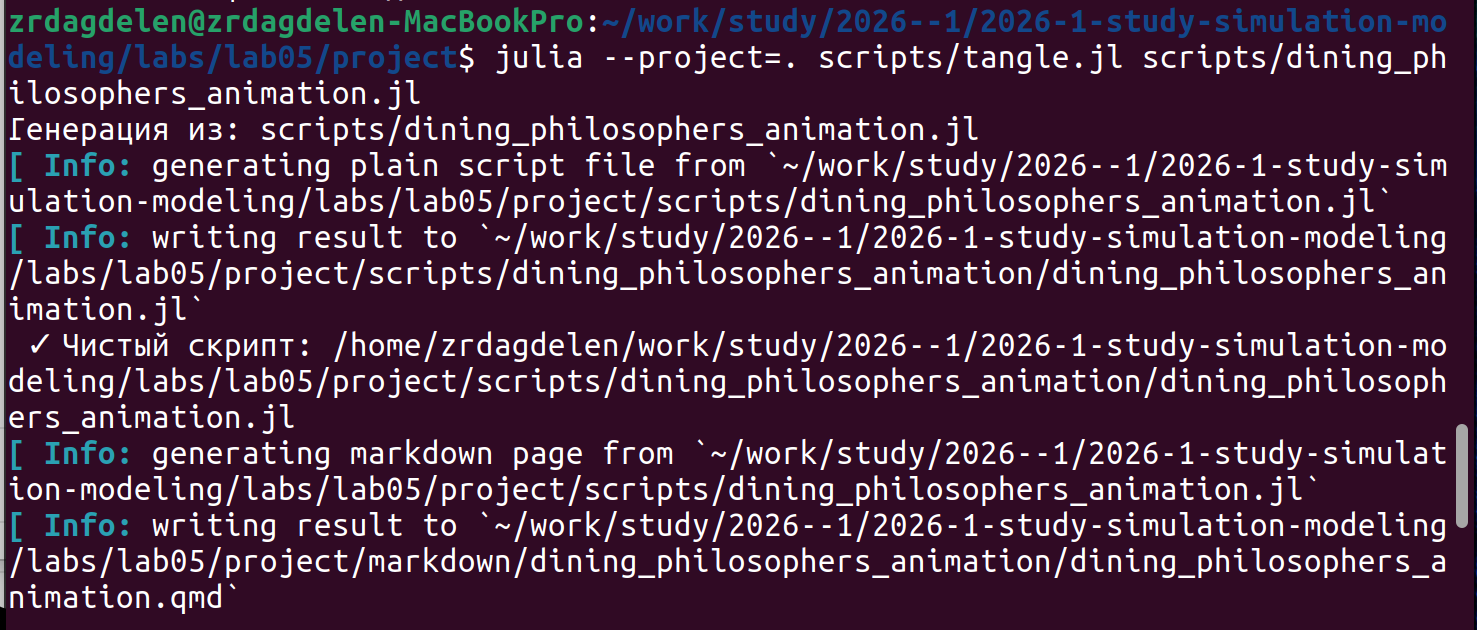 zrdagdelen@zrdagdelen-MacBookPro:~/work/study/2026--1/2026-1-study-simulation-mo
deling/labs/lab05/project$ julia --project=. scripts/tangle.jl scripts/dining_ph
ilosophers_animation.jl
Генерация из: scripts/dining_philosophers_animation.jl
[ Info: generating plain script file from `~/work/study/2026--1/2026-1-study-sim
ulation-modeling/labs/lab05/project/scripts/dining_philosophers_animation.jl`
[ Info: writing result to `~/work/study/2026--1/2026-1-study-simulation-modeling
/labs/lab05/project/scripts/dining_philosophers_animation/dining_philosophers_an
imation.jl`
✓ Чистый скрипт: /home/zrdagdelen/work/study/2026--1/2026-1-study-simulation-mo
deling/labs/lab05/project/scripts/dining_philosophers_animation/dining_philosoph
ers_animation.jl
[ Info: generating markdown page from `~/work/study/2026--1/2026-1-study-simulat
ion-modeling/labs/lab05/project/scripts/dining_philosophers_animation.jl`
[ Info: writing result to `~/work/study/2026--1/2026-1-study-simulation-modeling
/labs/lab05/project/markdown/dining_philosophers_animation/dining_philosophers_a
nimation.qmd`